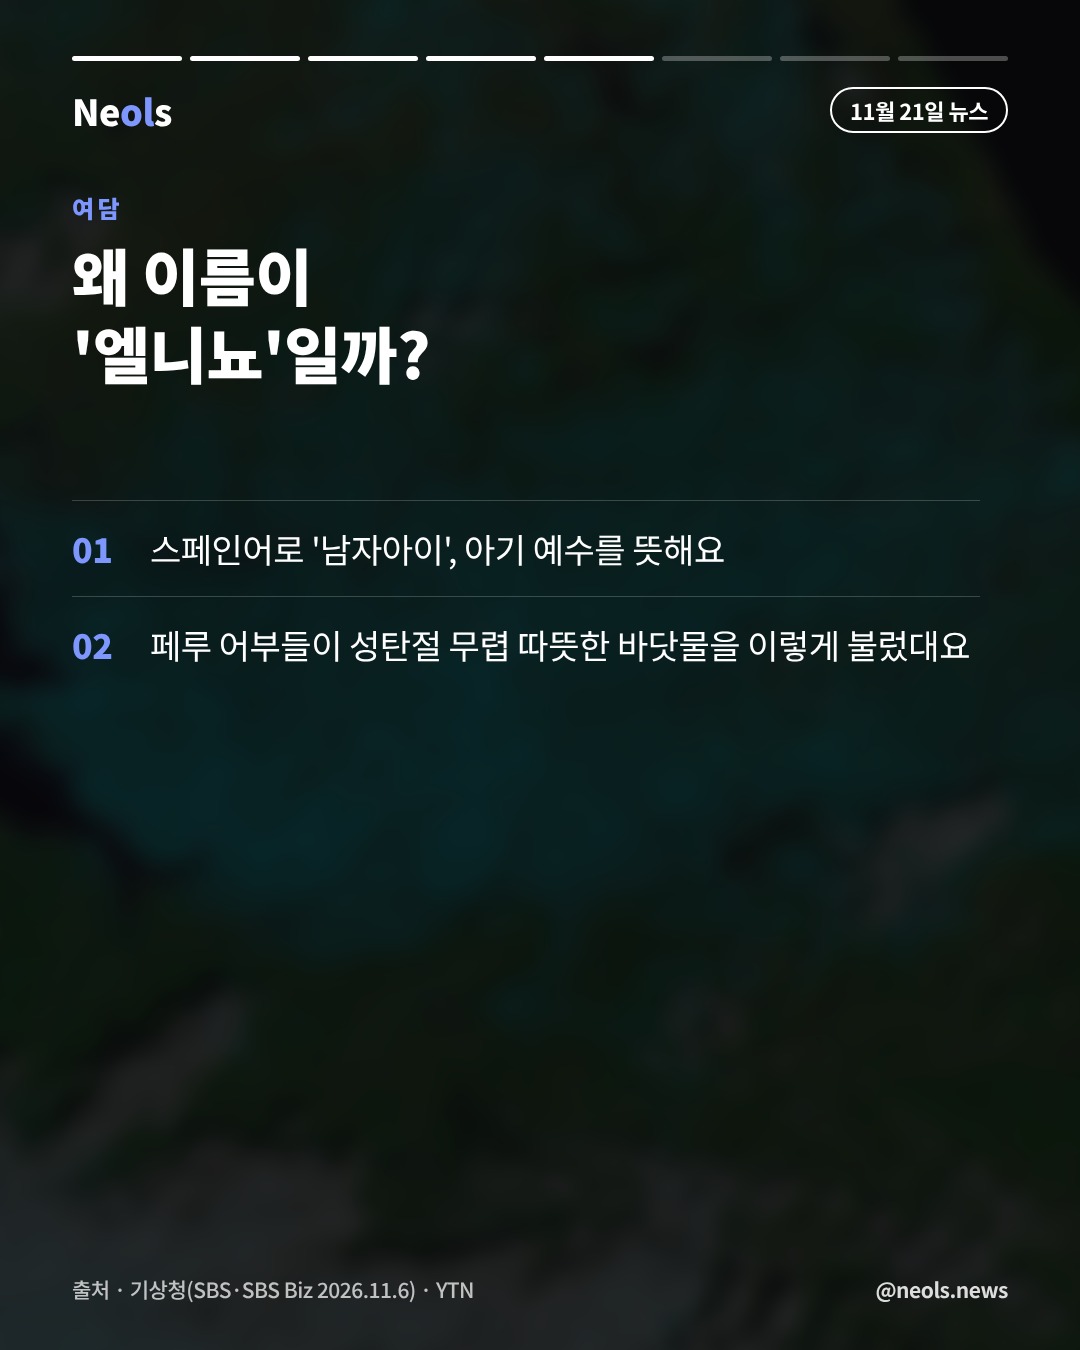 Neols
11월 21일 뉴스
여담
왜 이름이
'엘니뇨'일까?
01 스페인어로 '남자아이', 아기 예수를 뜻해요
02 페루 어부들이 성탄절 무렵 따뜻한 바닷물을 이렇게 불렀대요
출처 · 기상청(SBS·SBS Biz 2026.11.6) · YTN
@neols.news